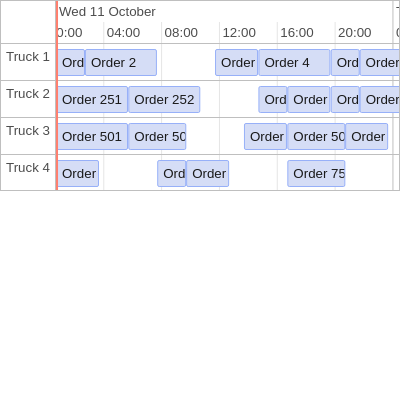 Wed 11 October
0:00 04:00 08:00 12:00 16:00 20:00
Truck 1 Ord Order 2 Order Order 4 Ord Order
Truck 2 Order 251 Order 252 Ord Order Ord Order
Truck 3 Order 501 Order 50 Order Order 50 Order
Truck 4 Order Ord Order Order 75